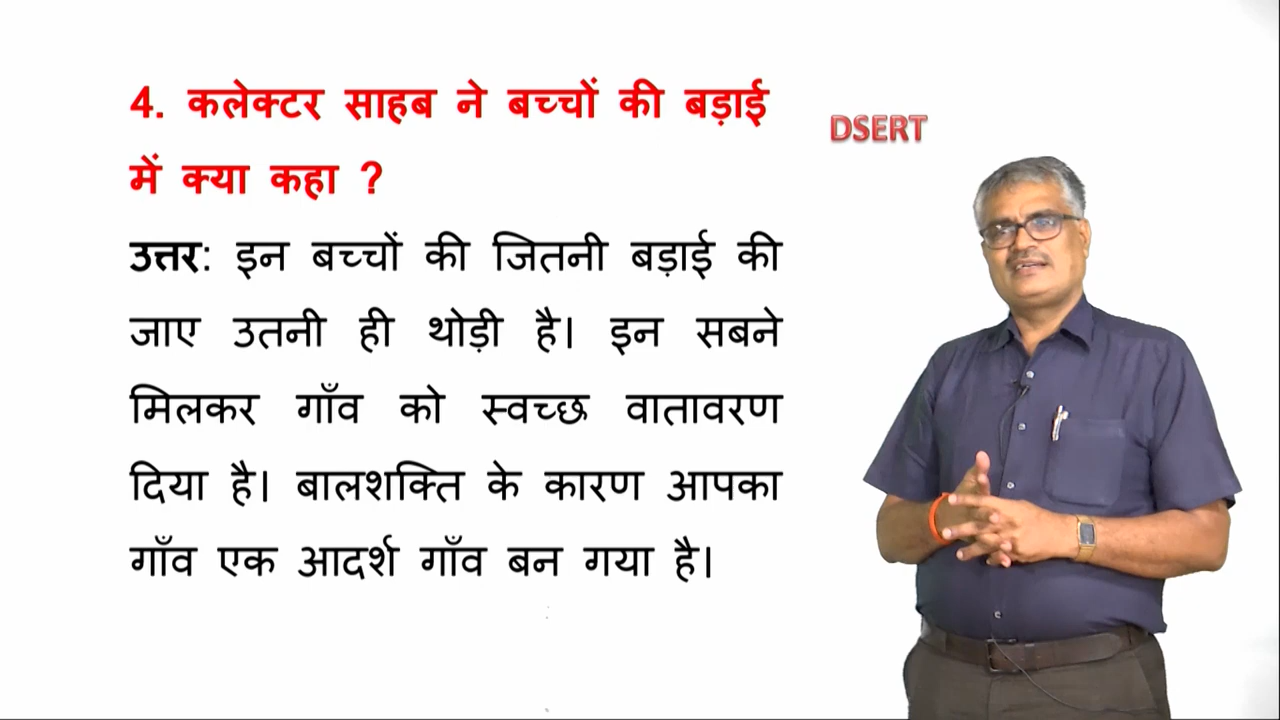 4. कलेक्टर साहब ने बच्चों की बड़ाई
में क्या कहा ?
DSERT
उत्तर: इन बच्चों की जितनी बड़ाई की
जाए उतनी ही थोड़ी है। इन सबने
मिलकर गाँव को स्वच्छ वातावरण
दिया है। बालशक्ति के कारण आपका
गाँव एक आदर्श गाँव बन गया है।